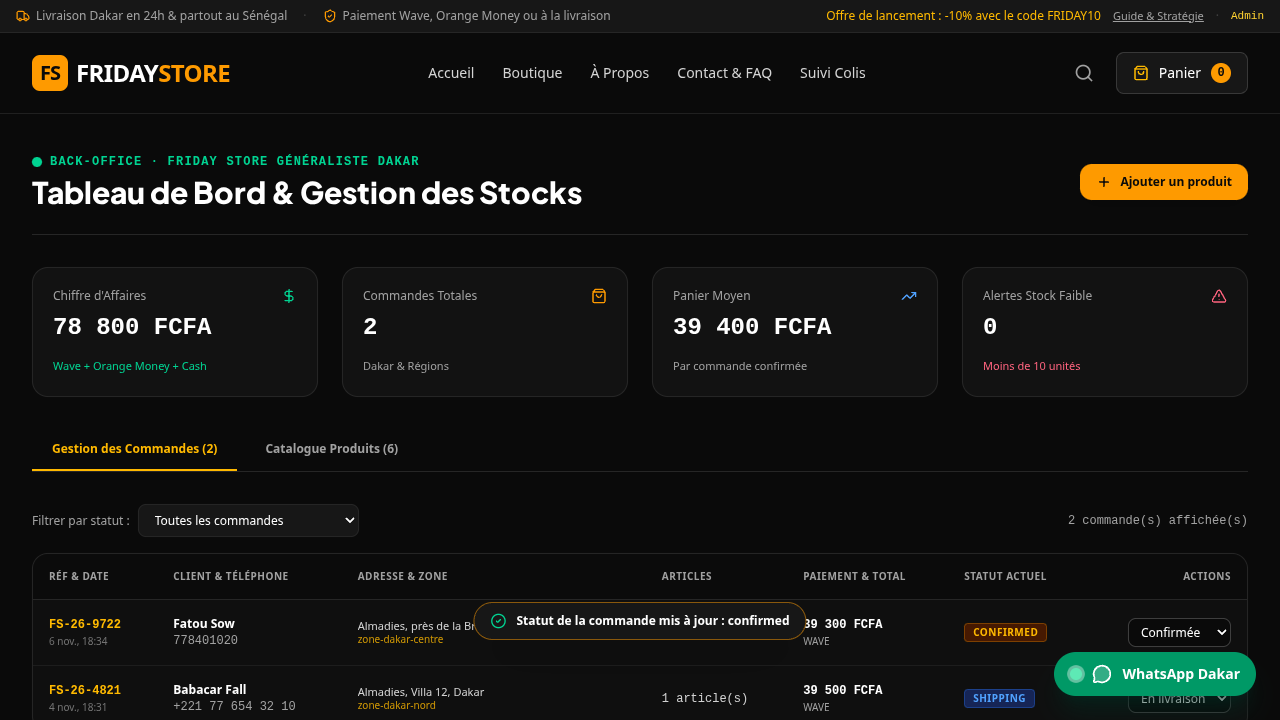 Livraison Dakar en 24h & partout au Sénégal · Paiement Wave, Orange Money ou à la livraison Offre de lancement : -10% avec le code FRIDAY10 Guide & Stratégie · Admin
FS FRIDAYSTORE Accueil Boutique À Propos Contact & FAQ Suivi Colis Panier 0
BACK-OFFICE · FRIDAY STORE GÉNÉRALISTE DAKAR
Tableau de Bord & Gestion des Stocks
Ajouter un produit
Chiffre d'Affaires
78 800 FCFA
Wave + Orange Money + Cash
Commandes Totales
2
Dakar & Régions
Panier Moyen
39 400 FCFA
Par commande confirmée
Alertes Stock Faible
0
Moins de 10 unités
Gestion des Commandes (2) Catalogue Produits (6)
Filtrer par statut : Toutes les commandes 2 commande(s) affichée(s)
RÉF & DATE CLIENT & TÉLÉPHONE ADRESSE & ZONE ARTICLES PAIEMENT & TOTAL STATUT ACTUEL ACTIONS
FS-26-9722 Fatou Sow Almadies, près de la 39 300 FCFA CONFIRMED Confirmée
6 nov., 18:34 778401020 zone-dakar-centre WAVE
Statut de la commande mis à jour : confirmed
FS-26-4821 Babacar Fall Almadies, Villa 12, Dakar 1 article(s) 39 500 FCFA SHIPPING En livraison
4 nov., 18:31 +221 77 654 32 10 zone-dakar-nord WAVE
WhatsApp Dakar